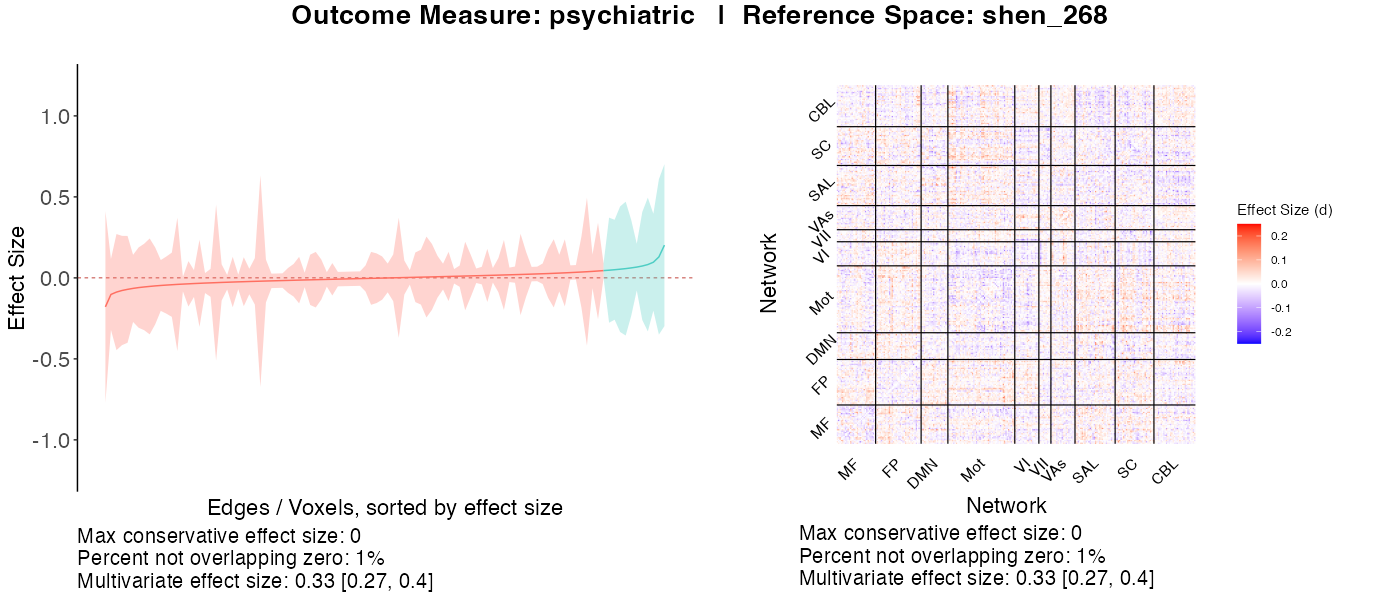 Outcome Measure: psychiatric | Reference Space: shen_268
Effect Size
1.0
0.5
0.0
-0.5
-1.0
Edges / Voxels, sorted by effect size
Max conservative effect size: 0
Percent not overlapping zero: 1%
Multivariate effect size: 0.33 [0.27, 0.4]
Network
CBL
SC
SAL
VAs
VII
VI
Mot
DMN
FP
MF
MF
FP
DMN
Mot
VI
VII
VAs
SAL
SC
CBL
Network
Max conservative effect size: 0
Percent not overlapping zero: 1%
Multivariate effect size: 0.33 [0.27, 0.4]
Effect Size (d)
0.2
0.1
0.0
-0.1
-0.2